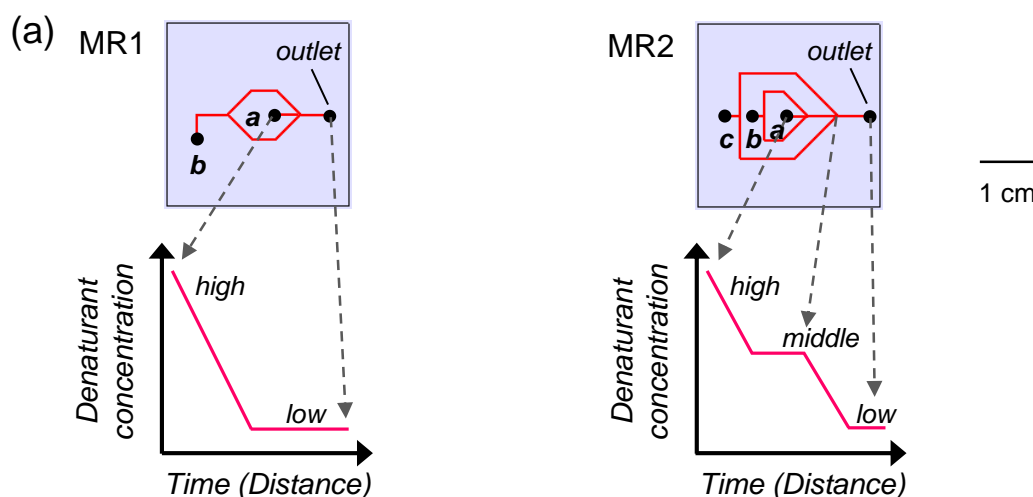 (a)
MR1
outlet
a
b
Denaturant
concentration
high
low
Time (Distance)
MR2
outlet
c
b
a
1 cm
Denaturant
concentration
high
middle
low
Time (Distance)